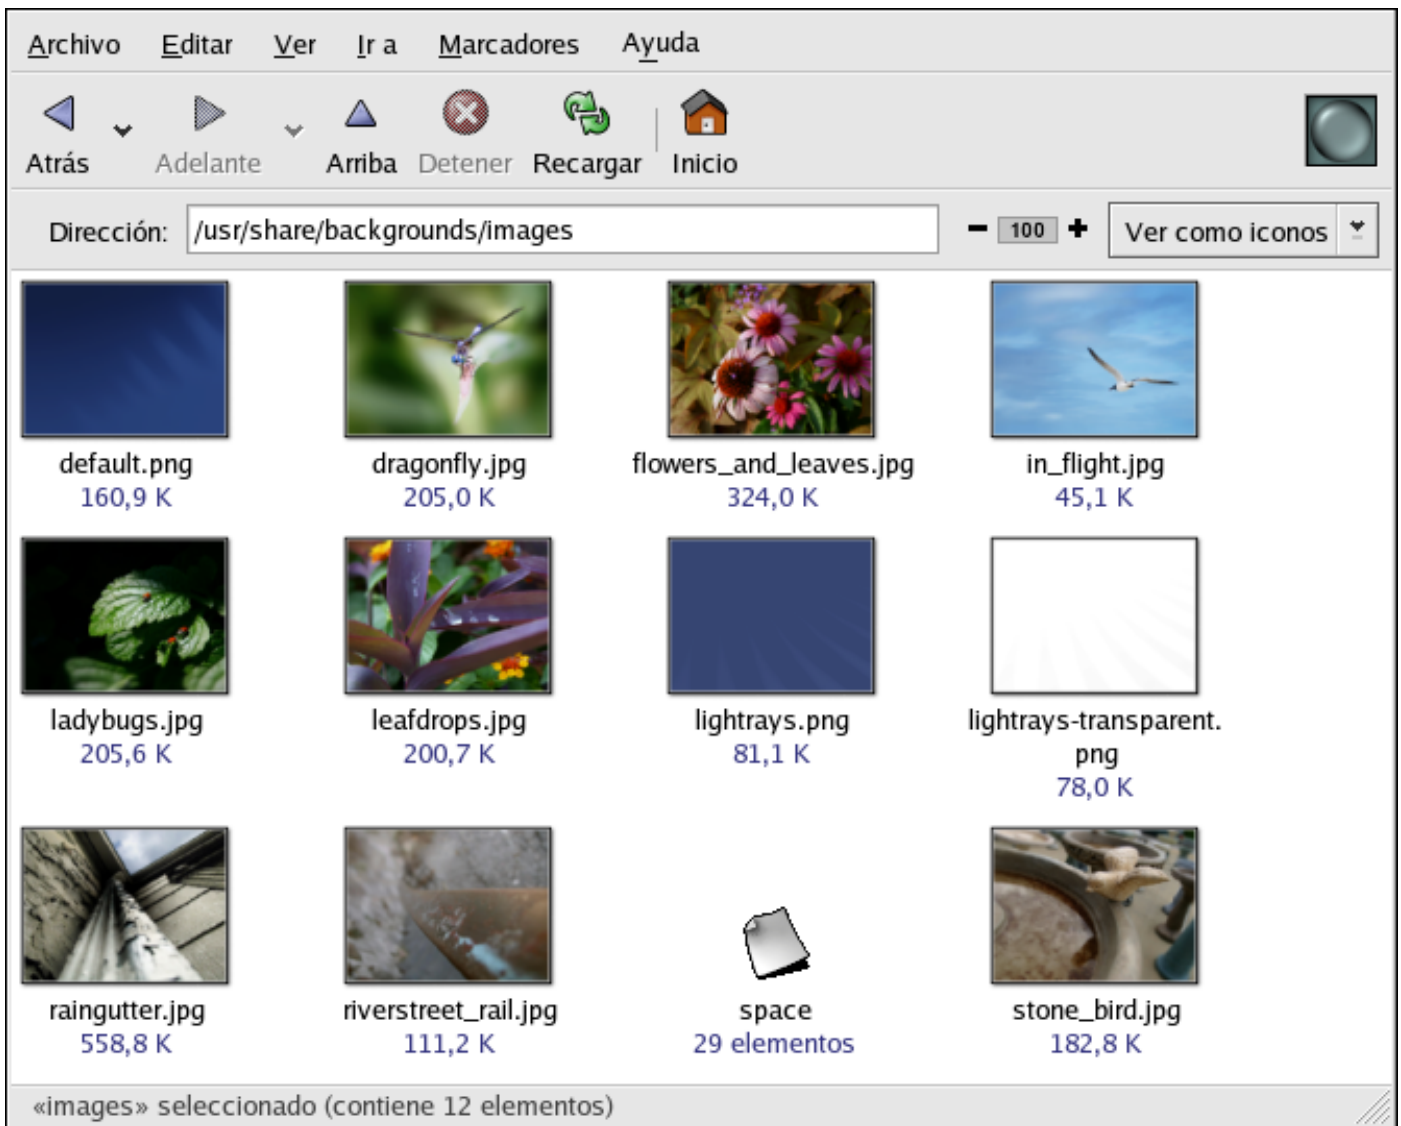 Archivo Editar Ver Ir a Marcadores Ayuda
Atrás Adelante Arriba Detener Recargar Inicio
Dirección: /usr/share/backgrounds/images 100 Ver como iconos
default.png dragonfly.jpg flowers_and_leaves.jpg in_flight.jpg
160,9 K 205,0 K 324,0 K 45,1 K
ladybugs.jpg leafdrops.jpg lightrays.png lightrays-transparent.
205,6 K 200,7 K 81,1 K png
78,0 K
raingutter.jpg riverstreet_rail.jpg space stone_bird.jpg
558,8 K 111,2 K 29 elementos 182,8 K
«images» seleccionado (contiene 12 elementos)